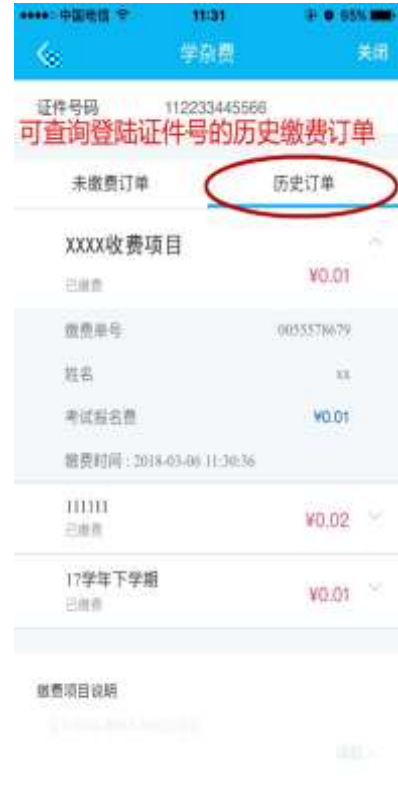 中国电信 11:31 65%
学杂费 关闭
证件号码 112233445566
可查询登陆证件号的历史缴费订单
未缴费订单 历史订单
XXXX收费项目
已缴费 ¥0.01
缴费单号 0055578679
姓名 xx
考试报名费 ¥0.01
缴费时间：2018-03-06 11:30:36
111111
已缴费 ¥0.02
17学年下学期
已缴费 ¥0.01
缴费项目说明